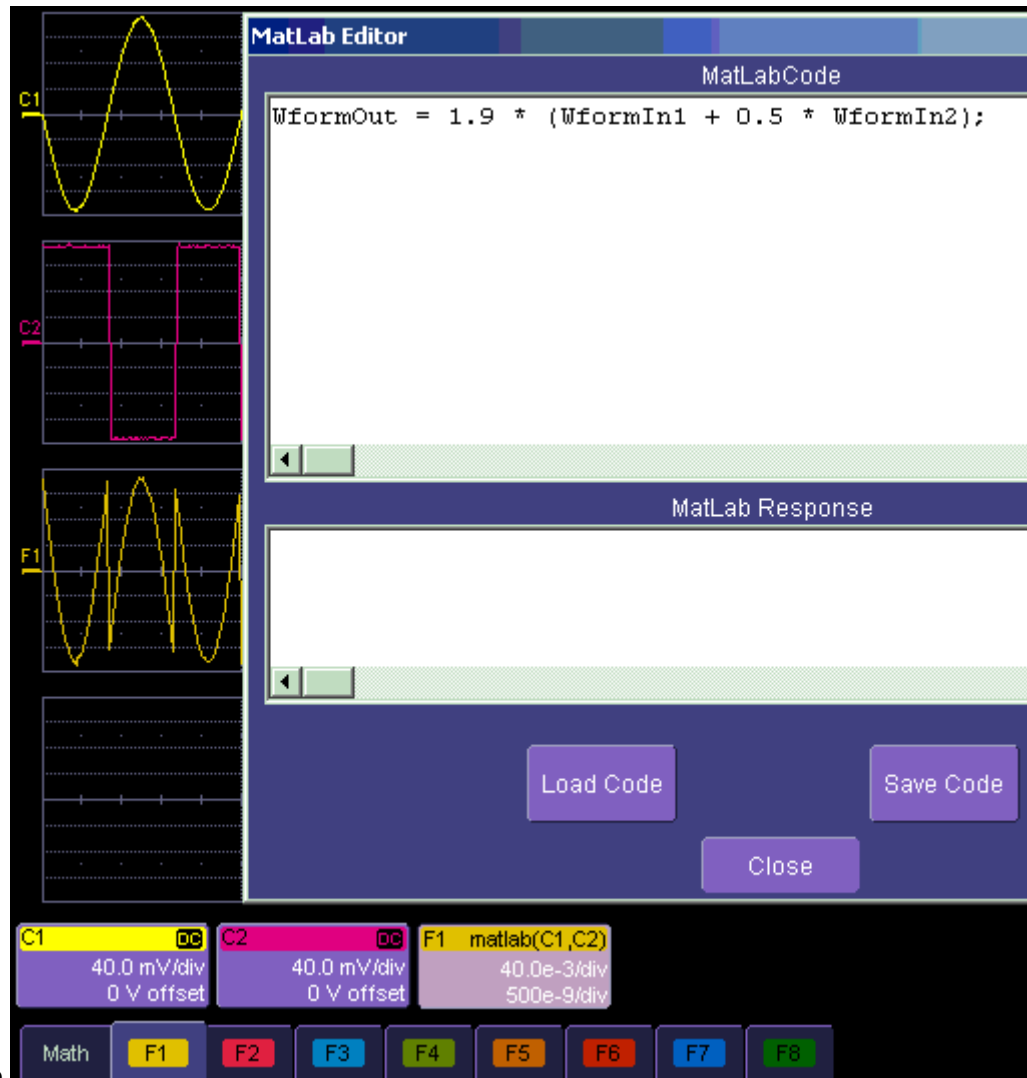 MatLab Editor
MatLabCode
WformOut = 1.9 * (WformIn1 + 0.5 * WformIn2);
C1
C2
F1
MatLab Response
Load Code
Save Code
Close
C1 DC
40.0 mV/div
0 V offset
C2 DC
40.0 mV/div
0 V offset
F1 matlab(C1,C2)
40.0e-3/div
500e-9/div
Math F1 F2 F3 F4 F5 F6 F7 F8